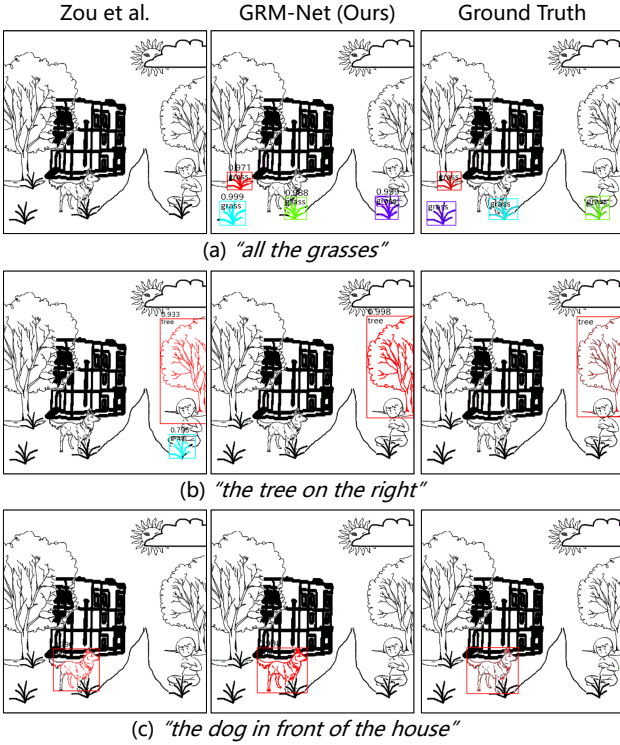 Zou et al. GRM-Net (Ours) Ground Truth
0.971
grass
0.999
grass
0.988
grass
0.999
grass
grass
grass
grass
grass
(a) "all the grasses"
0.933
tree
0.795
0.998
tree
tree
(b) "the tree on the right"
(c) "the dog in front of the house"